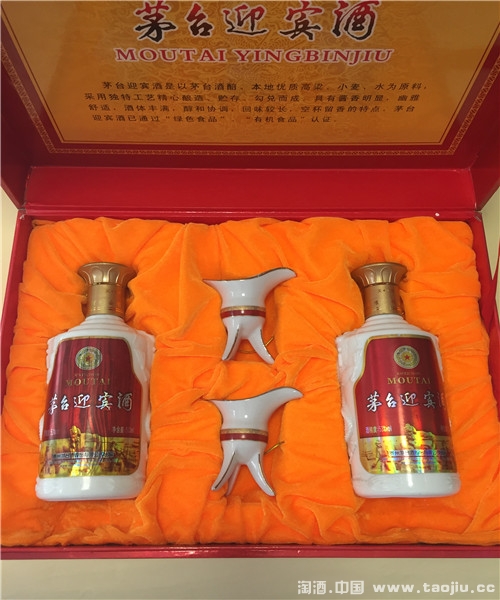 茅台迎宾酒
MOUTAI YINGBINJIU
茅台迎宾酒是以茅台酒醅、本地优质高粱、小麦、水为原料，
采用独特工艺精心酿造、贮存、勾兑而成，具有酱香明显、幽雅
舒适、酒体丰满、醇和协调、回味较长、空杯留香的特点。茅台
迎宾酒已通过“绿色食品”、“有机食品”认证。
MOUTAI
茅台迎宾酒
MOUTAI
茅台迎宾酒
淘酒.中国 www.taojiu.cc